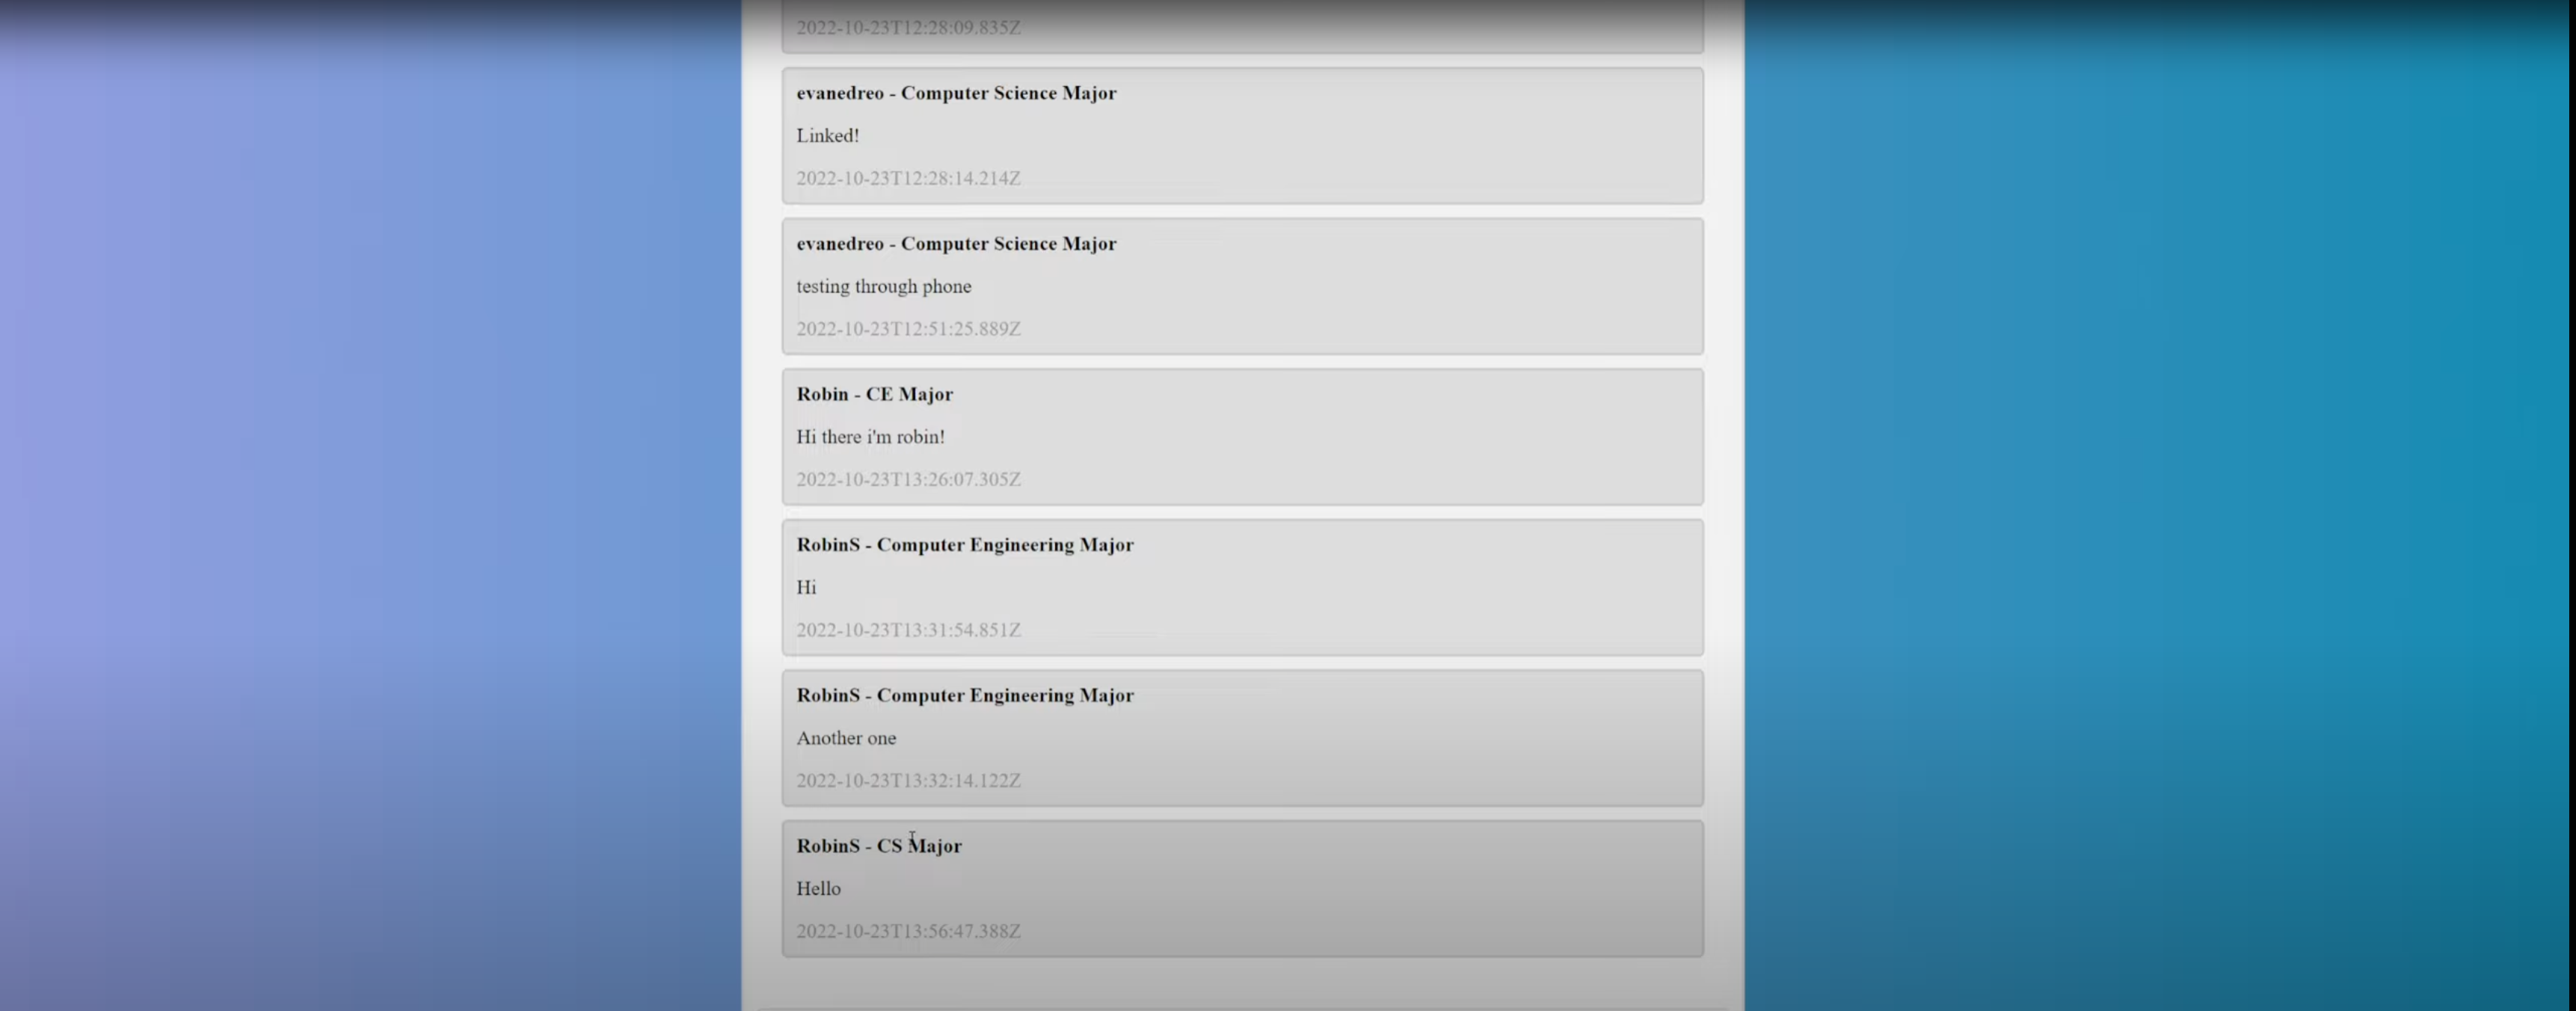 2022-10-23T12:28:09.835Z
evanedreo - Computer Science Major
Linked!
2022-10-23T12:28:14.214Z
evanedreo - Computer Science Major
testing through phone
2022-10-23T12:51:25.889Z
Robin - CE Major
Hi there i'm robin!
2022-10-23T13:26:07.305Z
RobinS - Computer Engineering Major
Hi
2022-10-23T13:31:54.851Z
RobinS - Computer Engineering Major
Another one
2022-10-23T13:32:14.122Z
RobinS - CS Major
Hello
2022-10-23T13:56:47.388Z